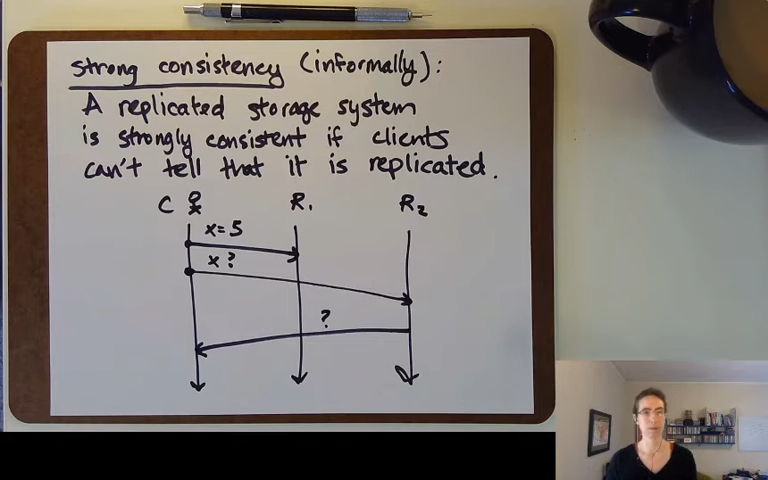 strong consistency (informally):
A replicated storage system
is strongly consistent if clients
can't tell that it is replicated.
C R₁ R₂
x=5
x?
?